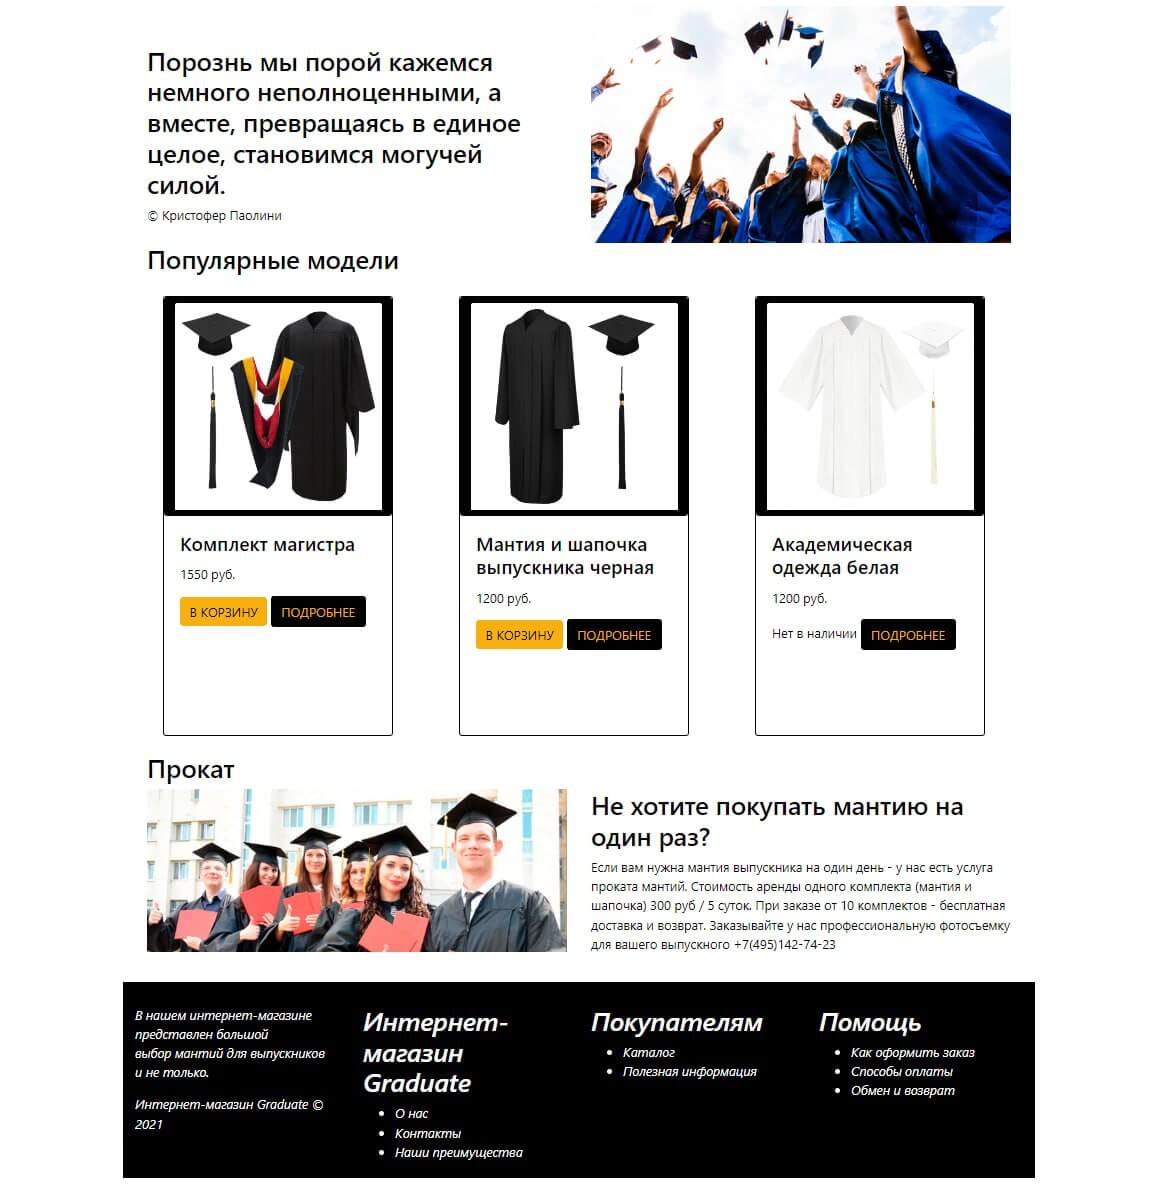 Порознь мы порой кажемся
немного неполноценными, а
вместе, превращаясь в единое
целое, становимся могучей
силой.
© Кристофер Паолини
Популярные модели
Комплект магистра
1550 руб.
В КОРЗИНУ ПОДРОБНЕЕ
Мантия и шапочка
выпускника черная
1200 руб.
В КОРЗИНУ ПОДРОБНЕЕ
Академическая
одежда белая
1200 руб.
Нет в наличии ПОДРОБНЕЕ
Прокат
Не хотите покупать мантию на
один раз?
Если вам нужна мантия выпускника на один день - у нас есть услуга
проката мантий. Стоимость аренды одного комплекта (мантия и
шапочка) 300 руб / 5 суток. При заказе от 10 комплектов - бесплатная
доставка и возврат. Заказывайте у нас профессиональную фотосъемку
для вашего выпускного +7(495)142-74-23
В нашем интернет-магазине
представлен большой
выбор мантий для выпускников
и не только.
Интернет-магазин Graduate ©
2021
Интернет-
магазин
Graduate
О нас
Контакты
Наши преимущества
Покупателям
Каталог
Полезная информация
Помощь
Как оформить заказ
Способы оплаты
Обмен и возврат